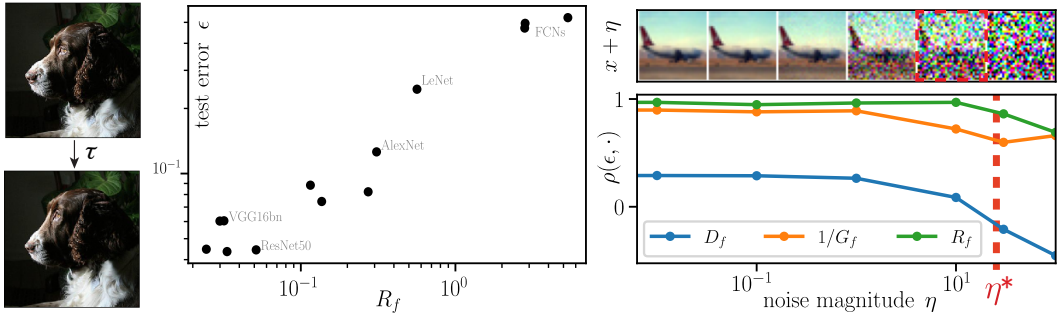 τ
test error ϵ
10⁻¹
FCNs
LeNet
AlexNet
VGG16bn
ResNet50
10⁻¹
10⁰
R_f
x + η
ρ(ϵ, ·)
1
0
D_f
1/G_f
R_f
10⁻¹
10¹
η*
noise magnitude η